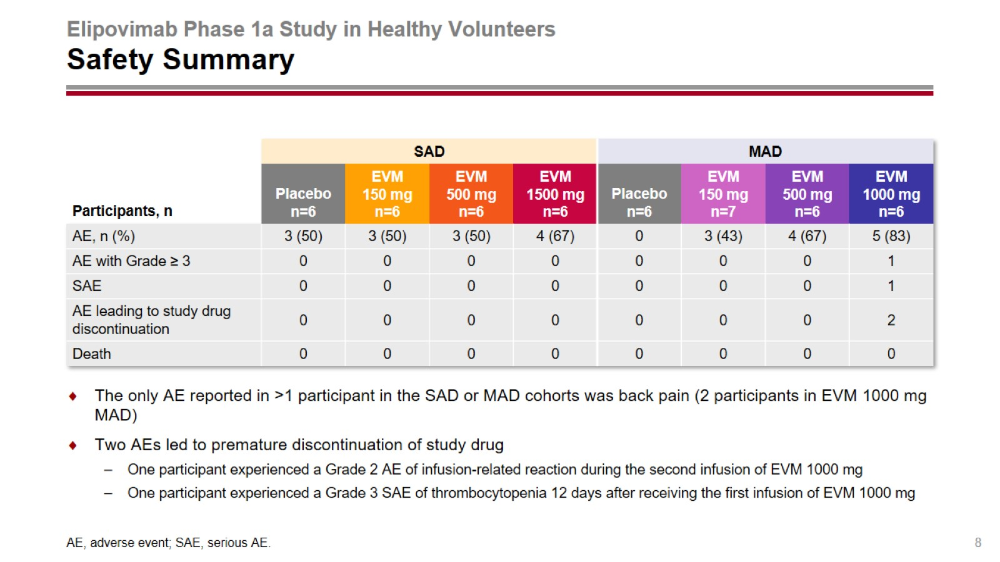 Elipovimab Phase 1a Study in Healthy Volunteers
Safety Summary
SAD MAD
Participants, n Placebo n=6 EVM 150 mg n=6 EVM 500 mg n=6 EVM 1500 mg n=6 Placebo n=6 EVM 150 mg n=7 EVM 500 mg n=6 EVM 1000 mg n=6
AE, n (%) 3 (50) 3 (50) 3 (50) 4 (67) 0 3 (43) 4 (67) 5 (83)
AE with Grade ≥ 3 0 0 0 0 0 0 0 1
SAE 0 0 0 0 0 0 0 1
AE leading to study drug
discontinuation 0 0 0 0 0 0 0 2
Death 0 0 0 0 0 0 0 0
♦ The only AE reported in >1 participant in the SAD or MAD cohorts was back pain (2 participants in EVM 1000 mg
MAD)
♦ Two AEs led to premature discontinuation of study drug
– One participant experienced a Grade 2 AE of infusion-related reaction during the second infusion of EVM 1000 mg
– One participant experienced a Grade 3 SAE of thrombocytopenia 12 days after receiving the first infusion of EVM 1000 mg
AE, adverse event; SAE, serious AE.
8